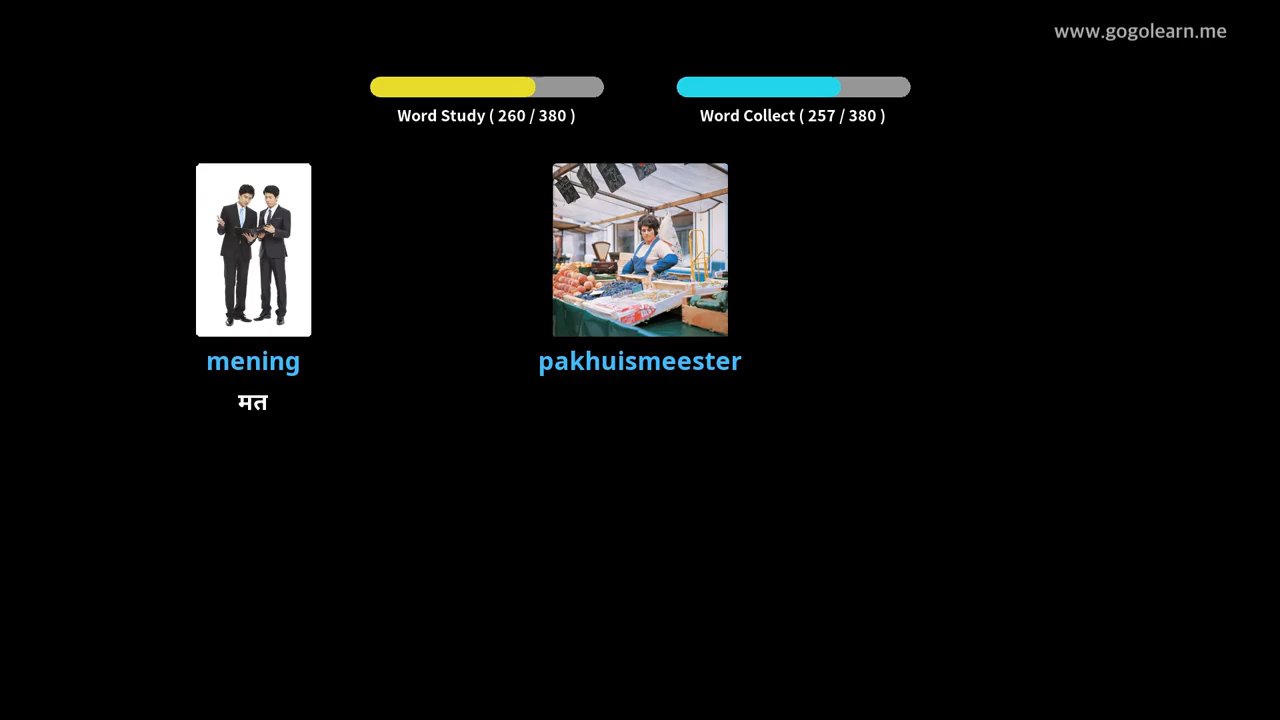 www.gogolearn.me
Word Study ( 260 / 380 )
Word Collect ( 257 / 380 )
mening
pakhuismeester
मत